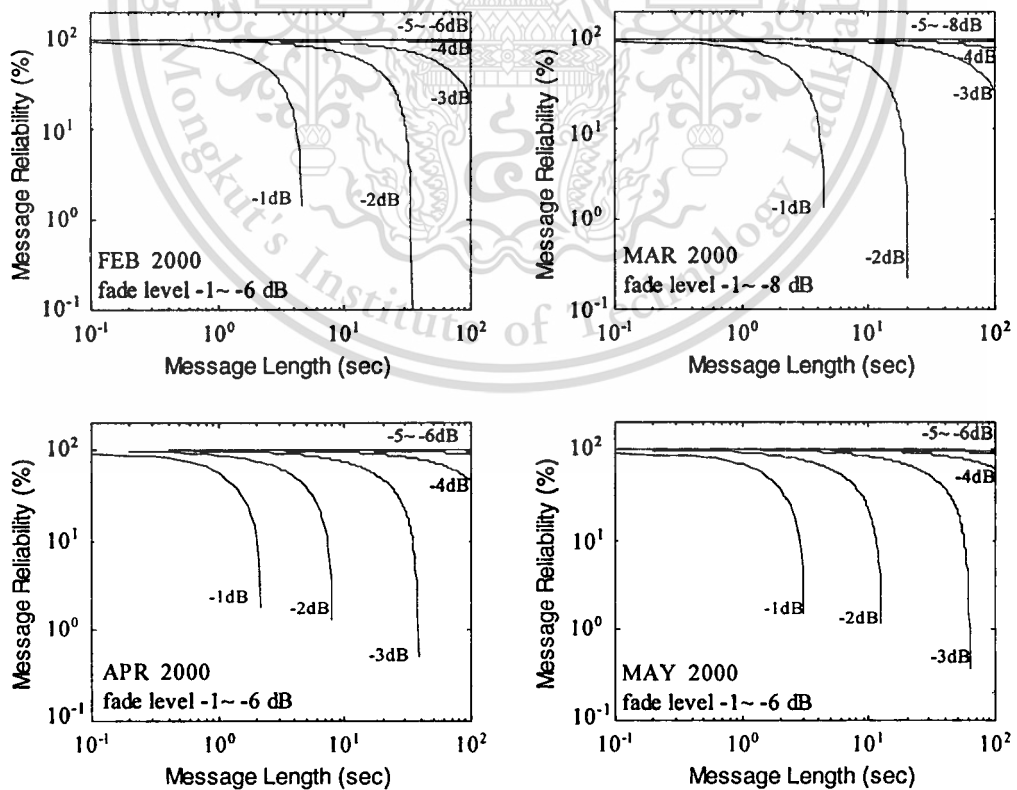 Message Reliability (%)
10^2
10^1
10^0
10^-1
-5~ -6dB
-4dB
-3dB
-1dB
-2dB
FEB 2000
fade level -1~ -6 dB
10^-1
10^0
10^1
10^2
Message Length (sec)
Message Reliability (%)
10^2
10^1
10^0
10^-1
-5~ -8dB
-4dB
-3dB
-1dB
-2dB
MAR 2000
fade level -1~ -8 dB
10^-1
10^0
10^1
10^2
Message Length (sec)
Message Reliability (%)
10^2
10^1
10^0
10^-1
-5~ -6dB
-4dB
-1dB
-2dB
-3dB
APR 2000
fade level -1~ -6 dB
10^-1
10^0
10^1
10^2
Message Length (sec)
Message Reliability (%)
10^2
10^1
10^0
10^-1
-5~ -6dB
-4dB
-1dB
-2dB
-3dB
MAY 2000
fade level -1~ -6 dB
10^-1
10^0
10^1
10^2
Message Length (sec)
Mongkut's Institute of Technology